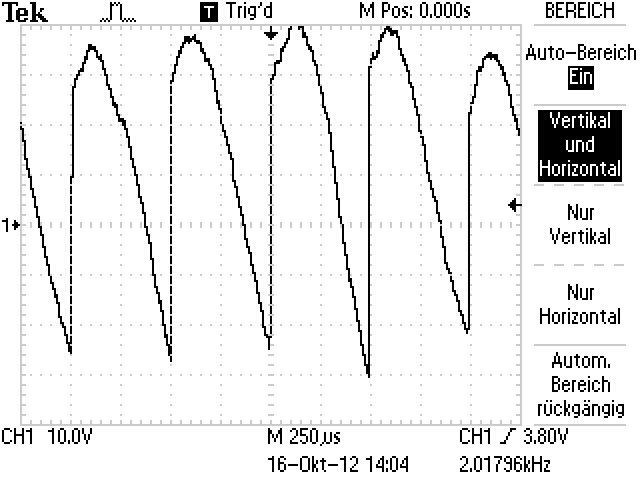 Tek T Trig'd M Pos: 0.000s BEREICH
Auto-Bereich
Ein
Vertikal
und
Horizontal
Nur
Vertikal
1
Nur
Horizontal
Autom.
Bereich
rückgängig
CH1 10.0V M 250µs CH1 3.80V
16-Okt-12 14:04 2.01796kHz